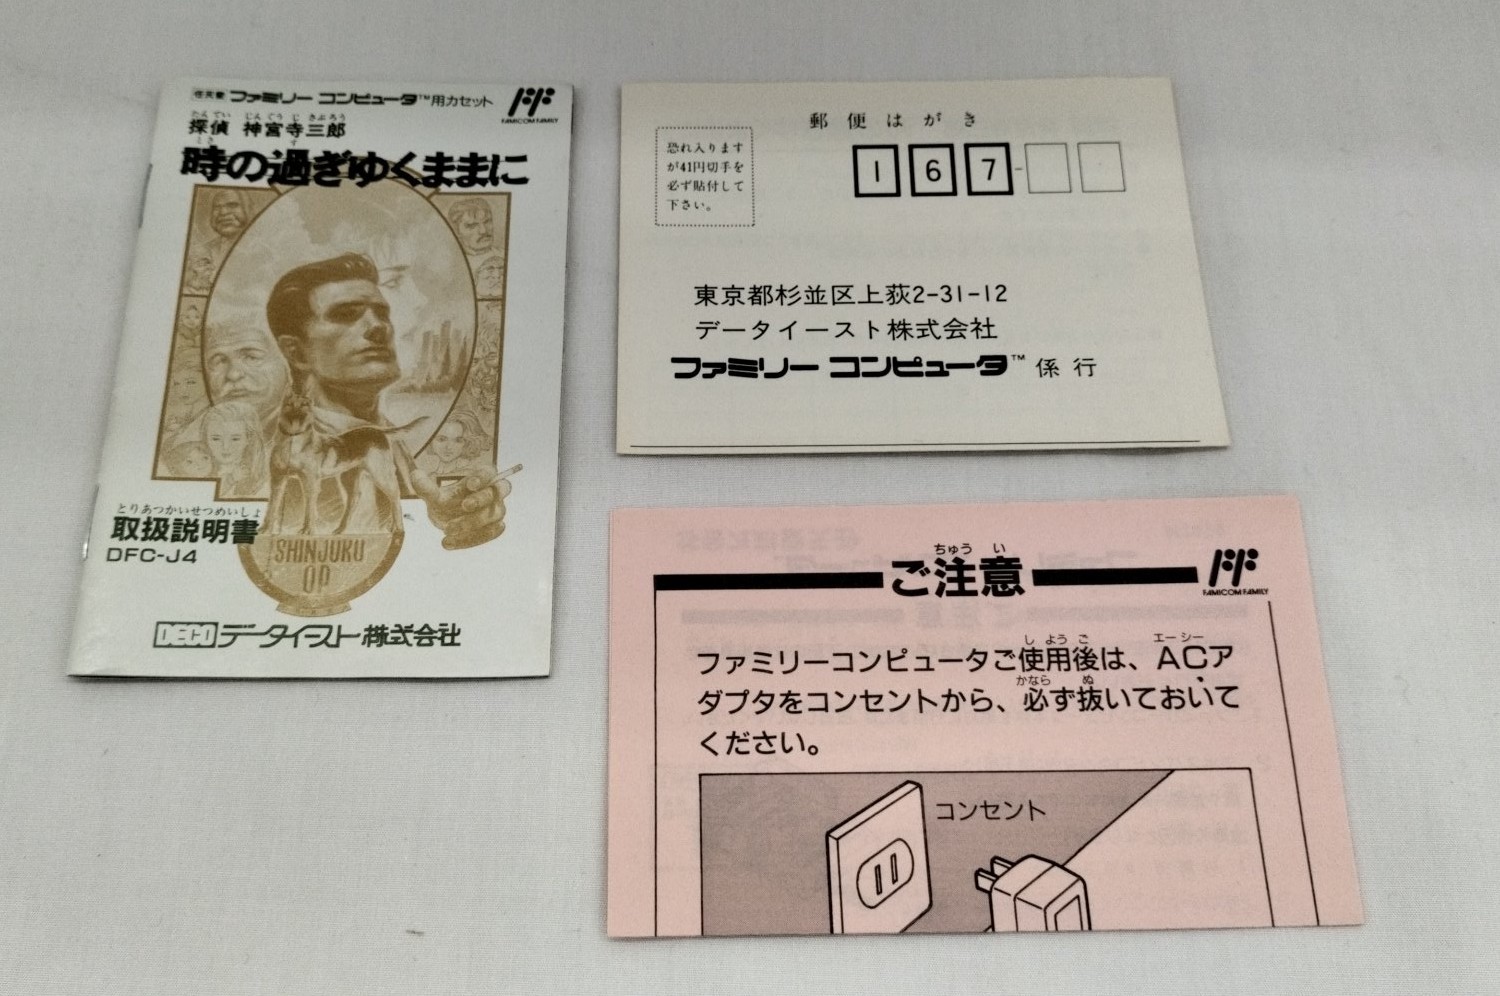 任天堂 ファミリー コンピュータ™用カセット
FAMICOM FAMILY
たんてい じんぐうじ さぶろう
探偵 神宮寺三郎
とき す
時の過ぎゆくままに
SHINJUKU
OP
とりあつかいせつめいしょ
取扱説明書
DFC-J4
DECO データイースト株式会社
郵便はがき
恐れ入ります
が41円切手を
必ず貼付して
下さい。
167-
東京都杉並区上荻2-31-12
データイースト株式会社
ファミリー コンピュータ™ 係行
ちゅう い
ご注意
FAMICOM FAMILY
し よう ご エーシー
ファミリーコンピュータご使用後は、ACア
かなら ぬ
ダプタをコンセントから、必ず抜いておいて
ください。
コンセント